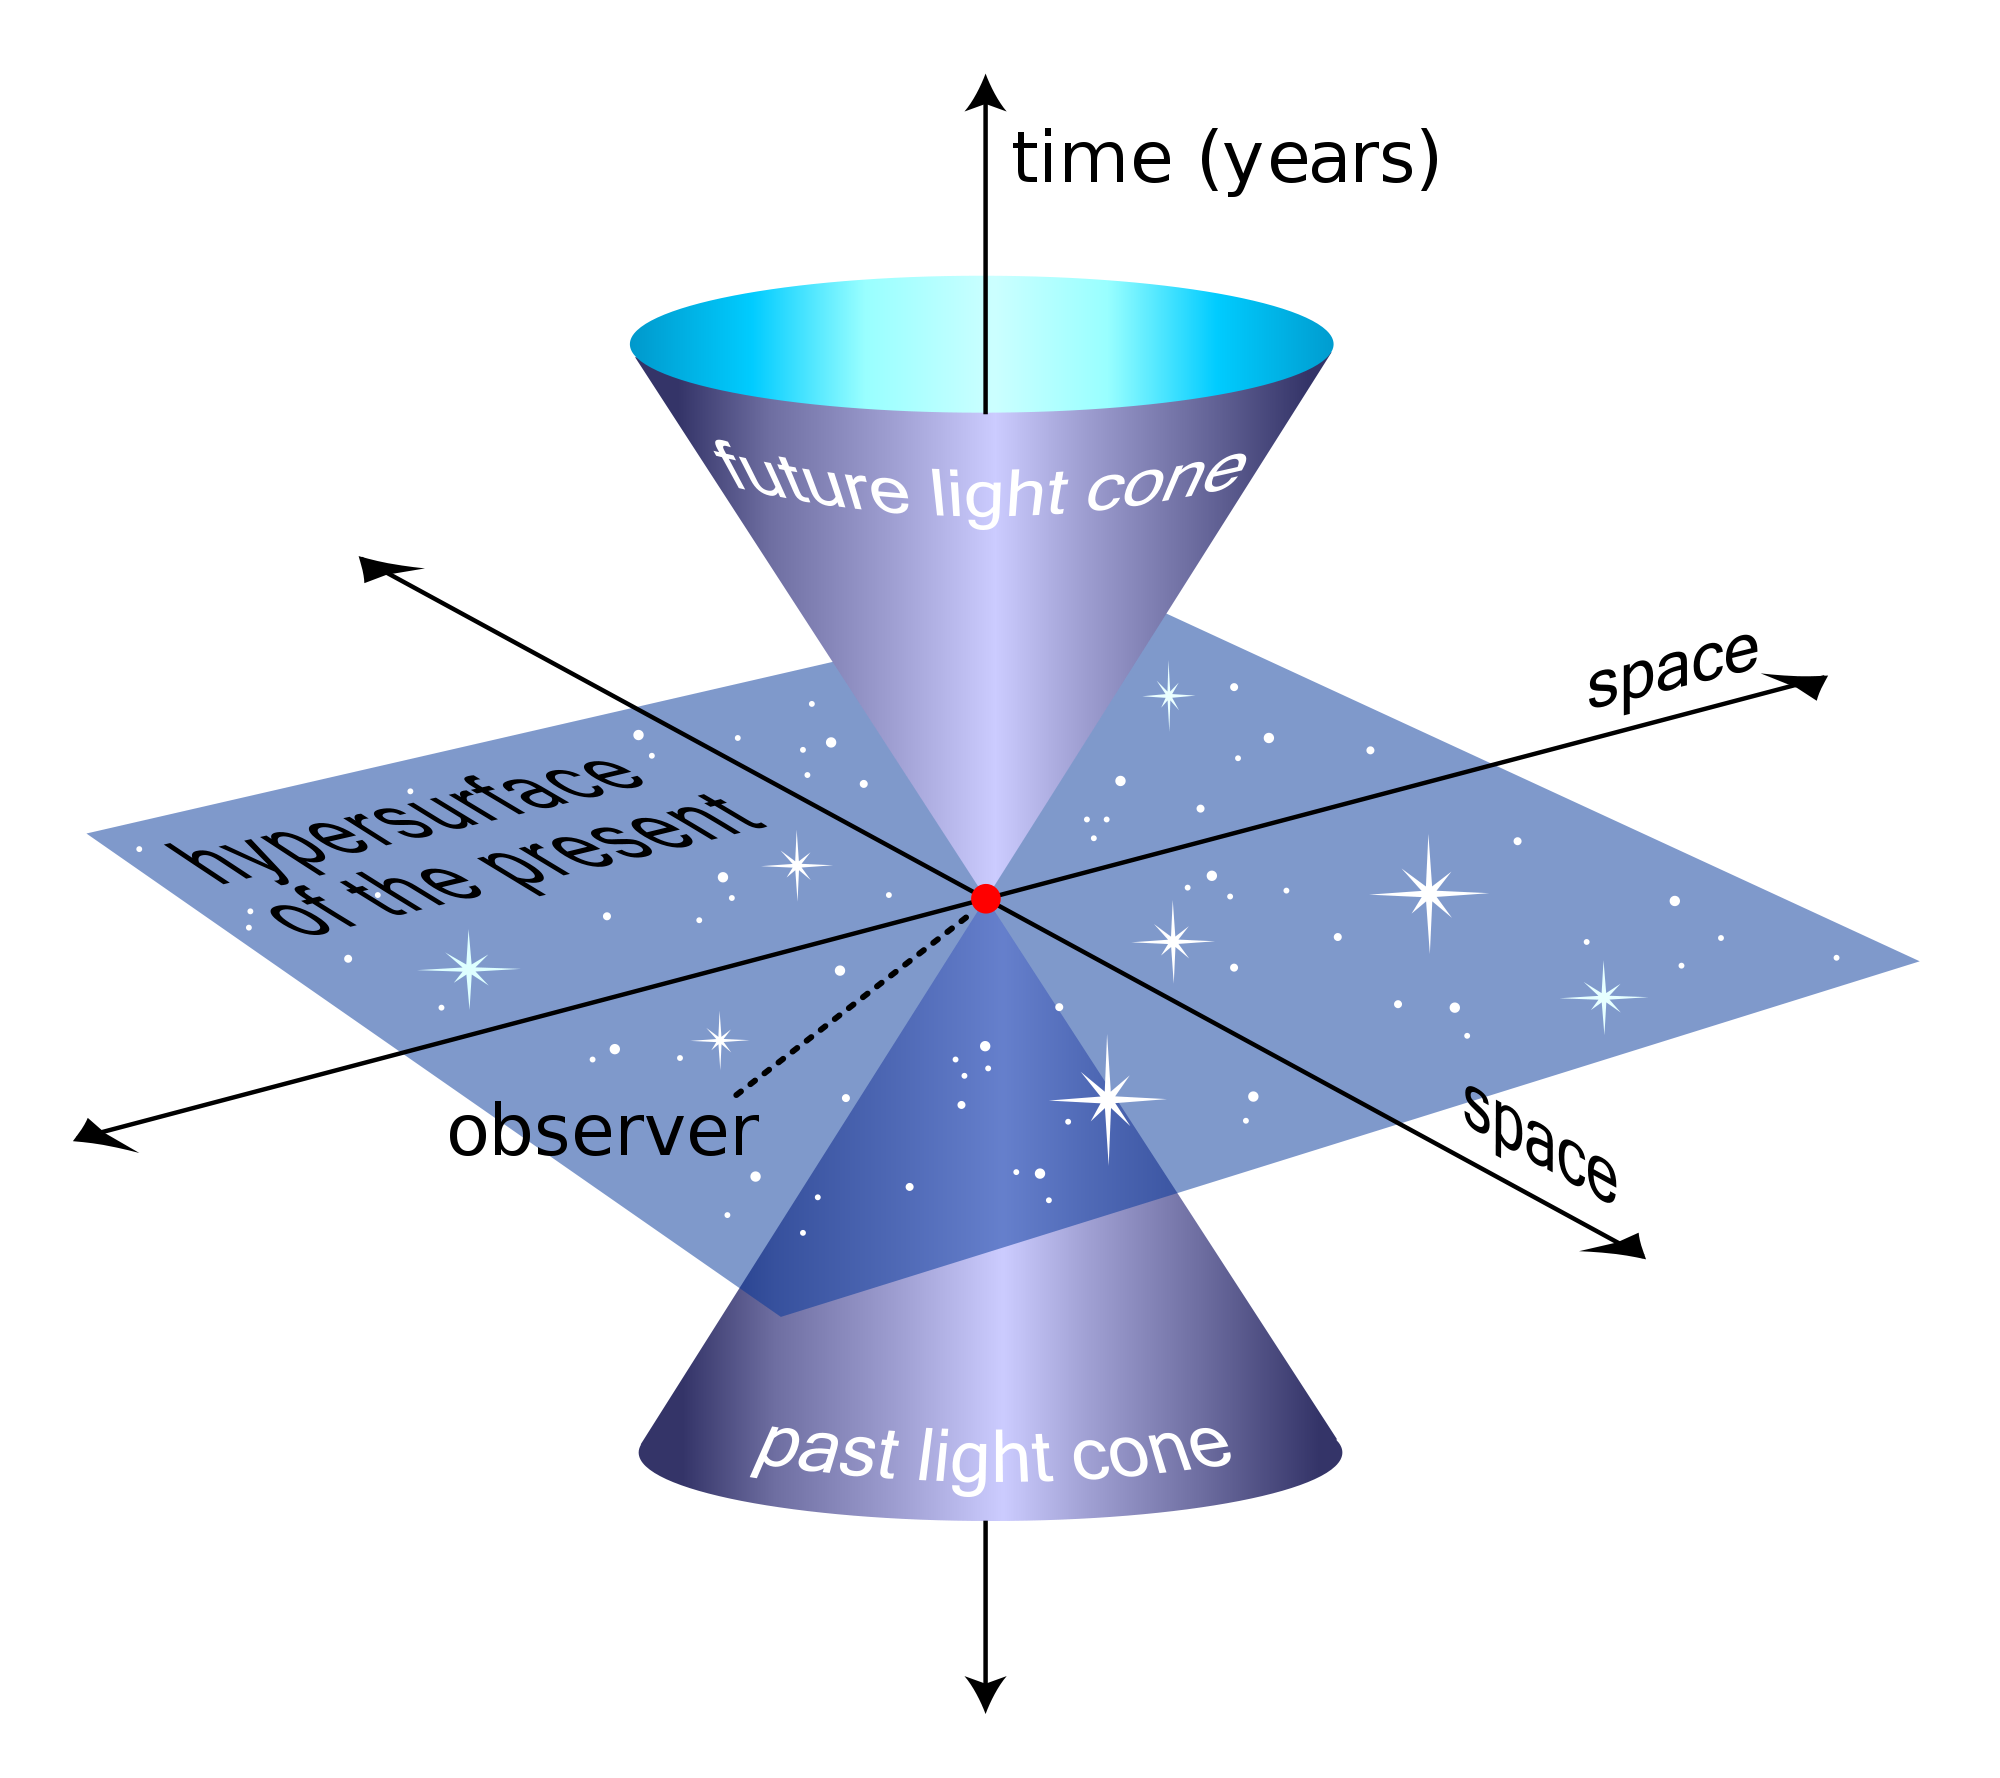 time (years)
future light cone
space
hypersurface
of the present
observer
space
past light cone